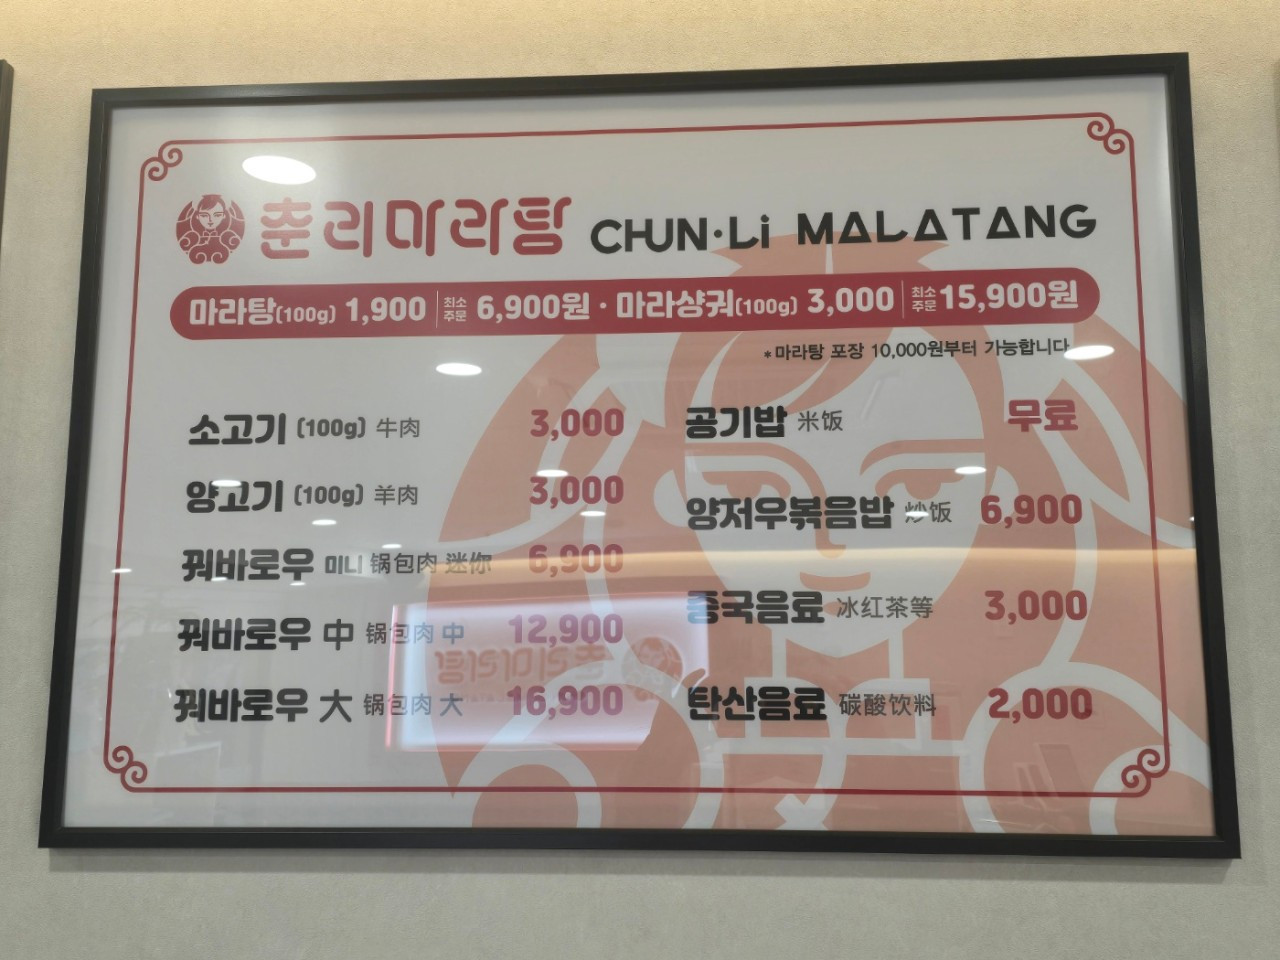 춘리마라탕 CHUN·Li MALATANG
마라탕(100g) 1,900 최소주문 6,900원 · 마라샹궈(100g) 3,000 최소주문 15,900원
*마라탕 포장 10,000원부터 가능합니다
소고기 (100g) 牛肉 3,000
양고기 (100g) 羊肉 3,000
꿔바로우 미니 锅包肉 迷你 6,900
꿔바로우 中 锅包肉 中 12,900
꿔바로우 大 锅包肉 大 16,900
공기밥 米饭 무료
양저우볶음밥 炒饭 6,900
중국음료 冰红茶等 3,000
탄산음료 碳酸饮料 2,000